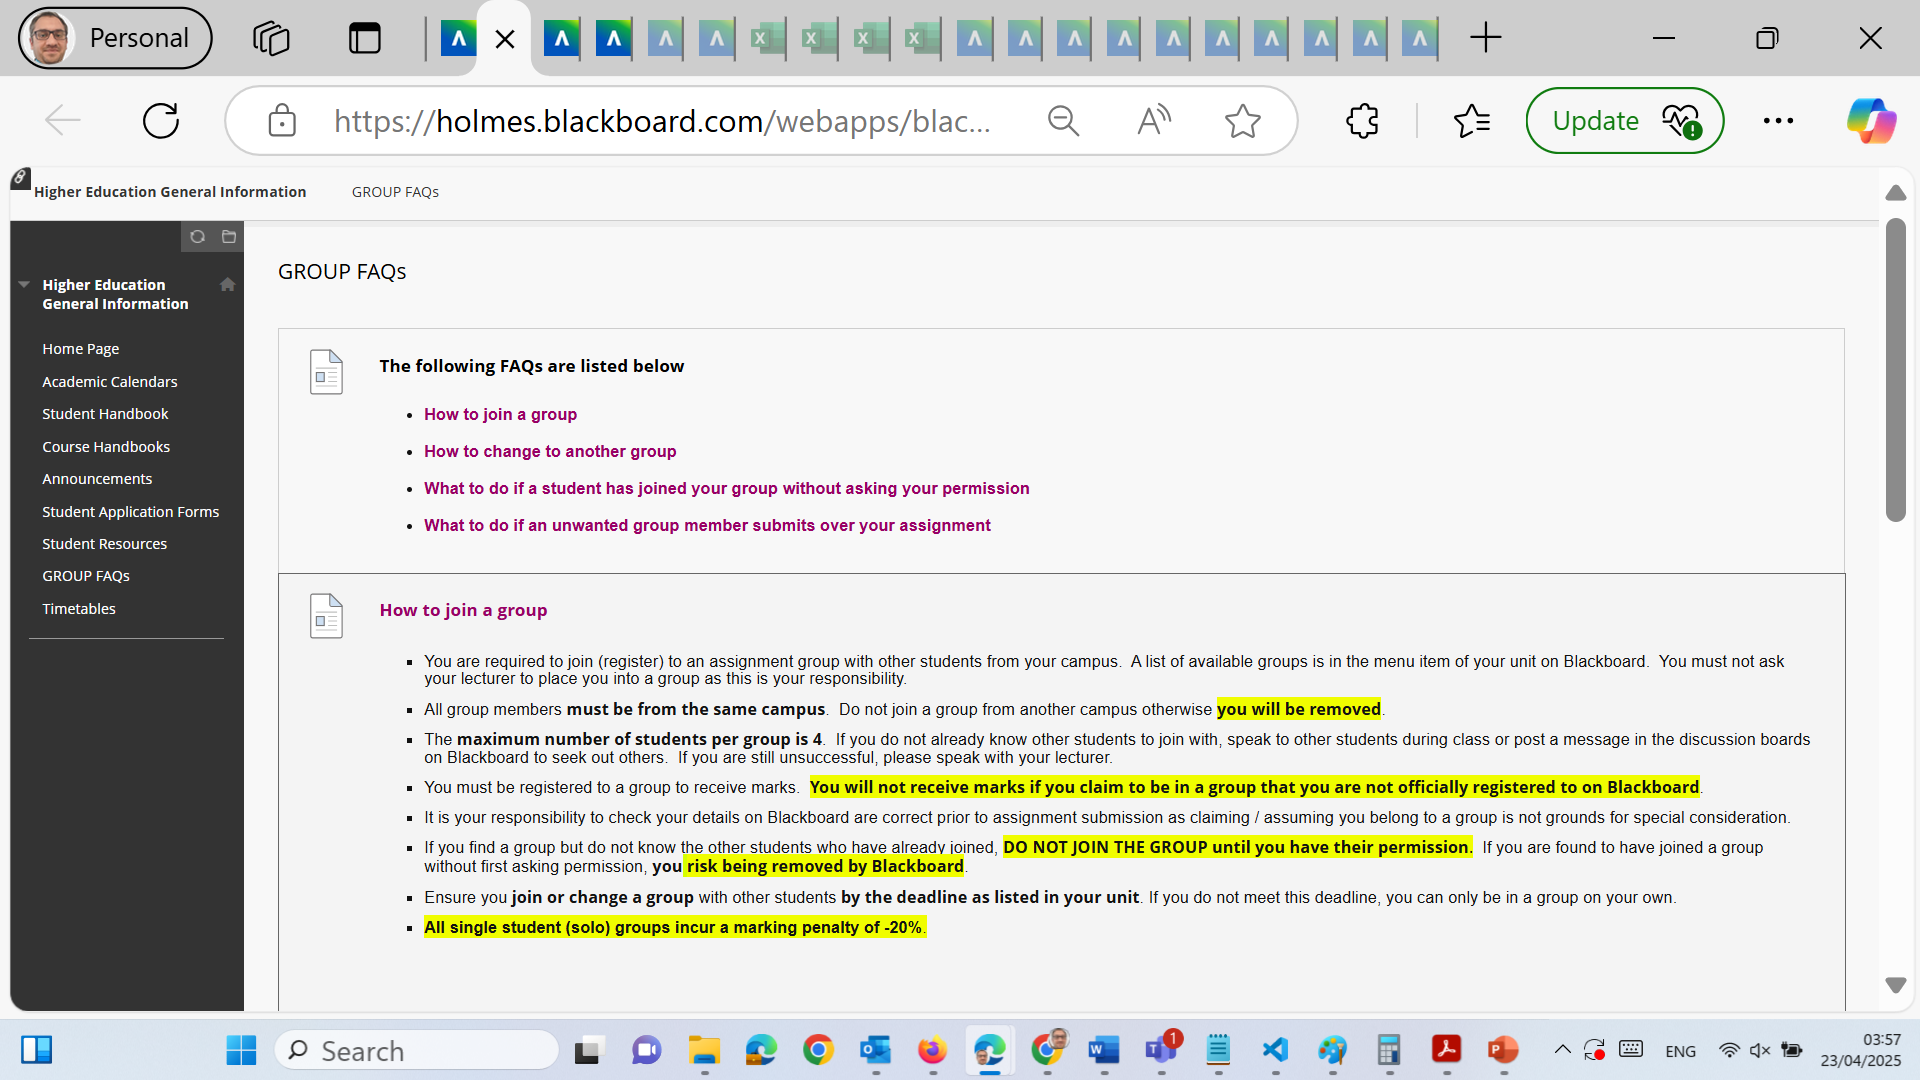 Personal
https://holmes.blackboard.com/webapps/blac...
Update
Higher Education General Information
GROUP FAQs
Higher Education
General Information
Home Page
Academic Calendars
Student Handbook
Course Handbooks
Announcements
Student Application Forms
Student Resources
GROUP FAQs
Timetables
GROUP FAQs
The following FAQs are listed below
• How to join a group
• How to change to another group
• What to do if a student has joined your group without asking your permission
• What to do if an unwanted group member submits over your assignment
How to join a group
▪ You are required to join (register) to an assignment group with other students from your campus.  A list of available groups is in the menu item of your unit on Blackboard.  You must not ask
your lecturer to place you into a group as this is your responsibility.
▪ All group members must be from the same campus.  Do not join a group from another campus otherwise you will be removed.
▪ The maximum number of students per group is 4.  If you do not already know other students to join with, speak to other students during class or post a message in the discussion boards
on Blackboard to seek out others.  If you are still unsuccessful, please speak with your lecturer.
▪ You must be registered to a group to receive marks.  You will not receive marks if you claim to be in a group that you are not officially registered to on Blackboard.
▪ It is your responsibility to check your details on Blackboard are correct prior to assignment submission as claiming / assuming you belong to a group is not grounds for special consideration.
▪ If you find a group but do not know the other students who have already joined, DO NOT JOIN THE GROUP until you have their permission.  If you are found to have joined a group
without first asking permission, you risk being removed by Blackboard.
▪ Ensure you join or change a group with other students by the deadline as listed in your unit. If you do not meet this deadline, you can only be in a group on your own.
▪ All single student (solo) groups incur a marking penalty of -20%.
Search
1
ENG
03:57
23/04/2025